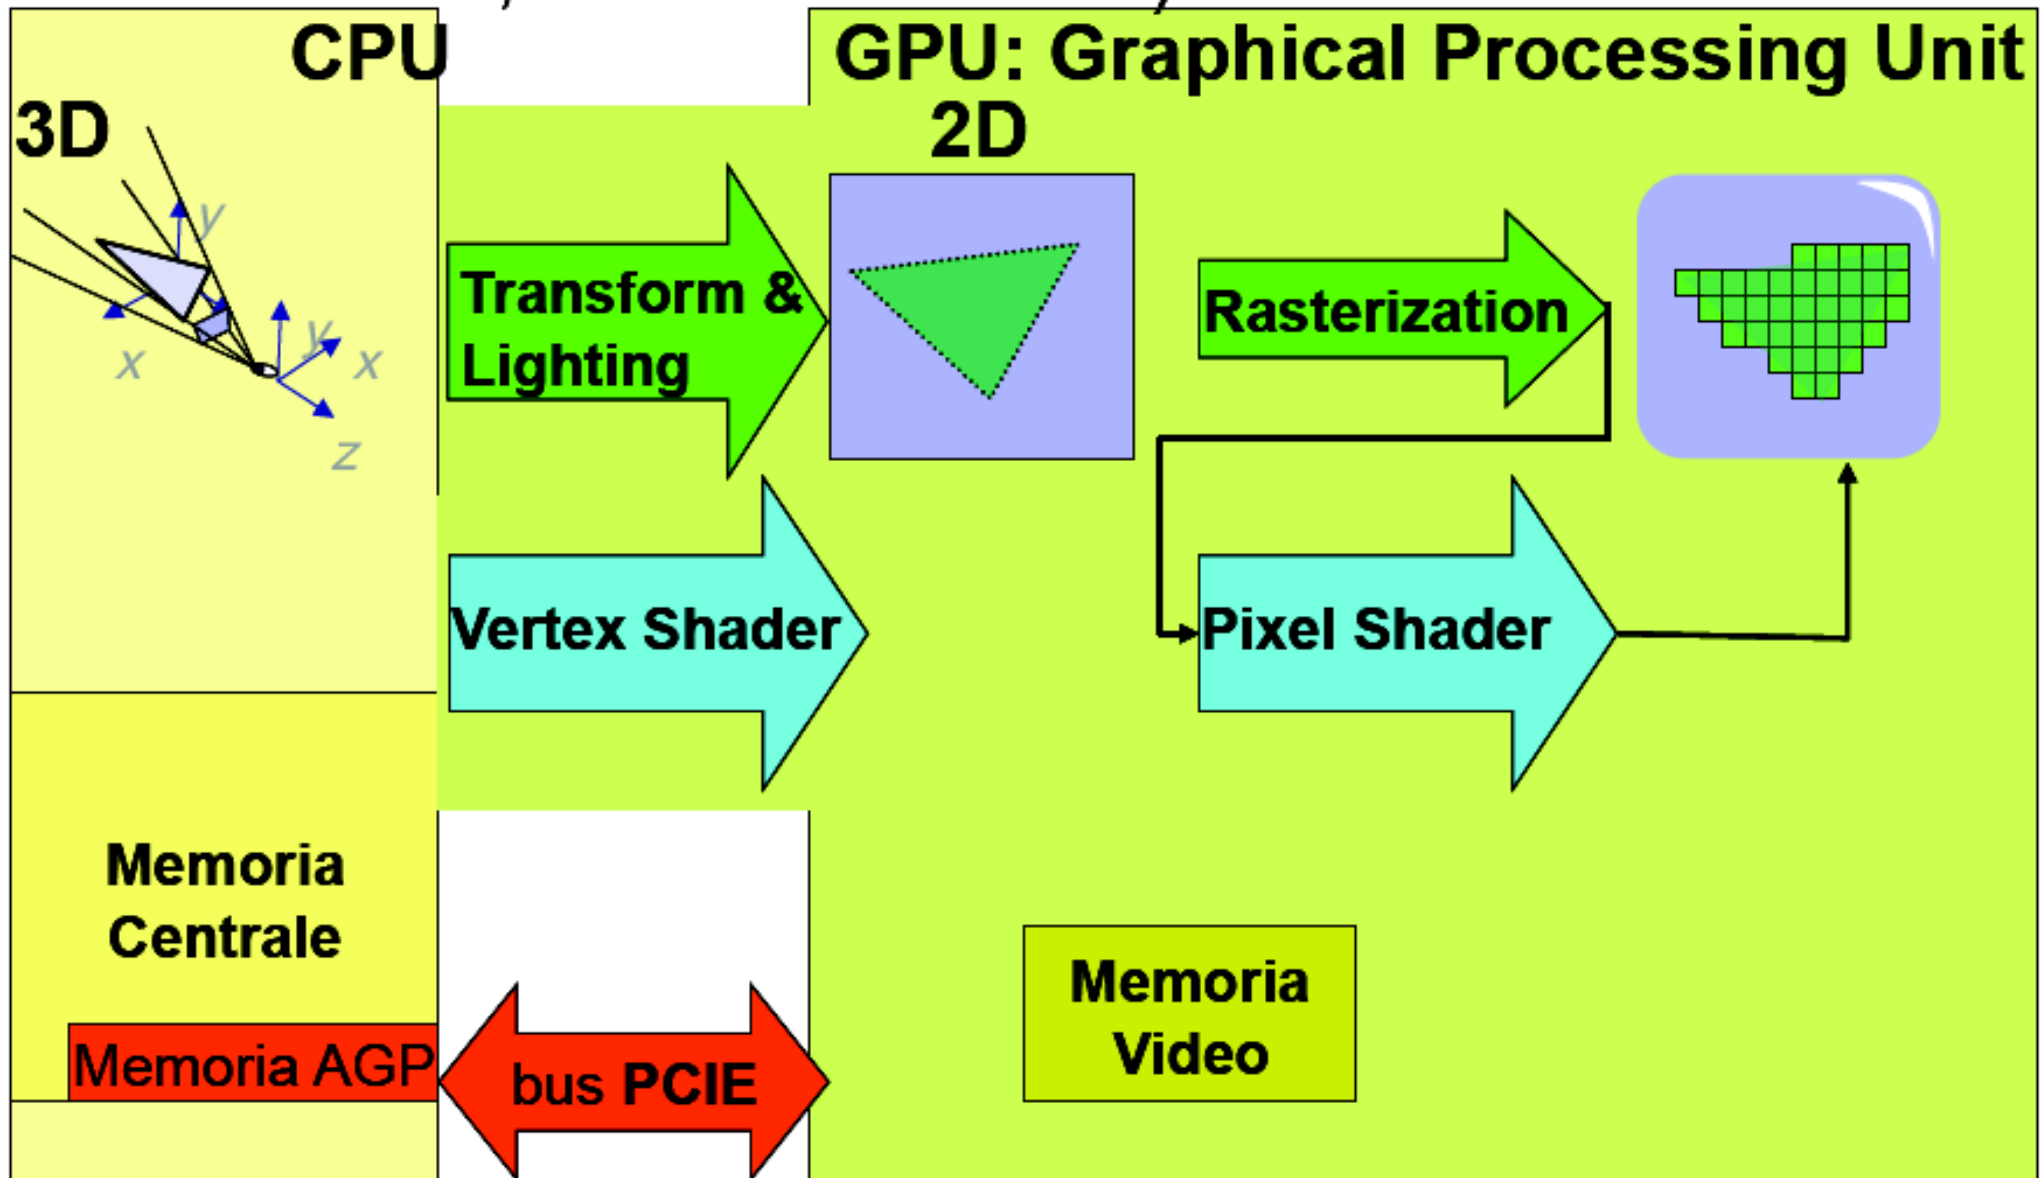 CPU
GPU: Graphical Processing Unit
3D
2D
y
x
y
x
z
Transform &
Lighting
Rasterization
Vertex Shader
Pixel Shader
Memoria
Centrale
Memoria AGP
bus PCIE
Memoria
Video